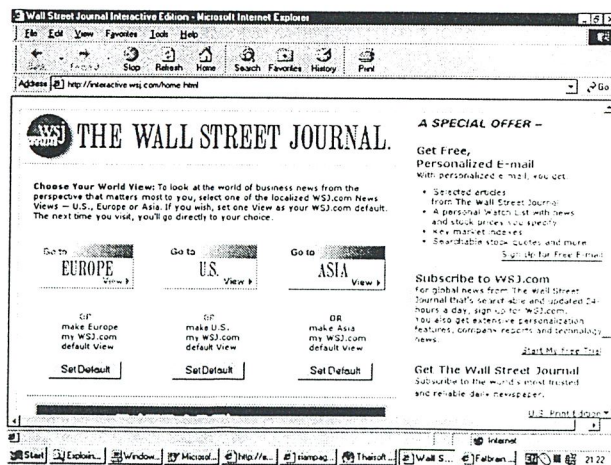 Wall Street Journal Interactive Edition - Microsoft Internet Explorer
File Edit View Favorites Tools Help
Back Forward Stop Refresh Home Search Favorites History Print
Address http://interactive.wsj.com/home.html Go
WSJ
THE WALL STREET JOURNAL.
Choose Your World View: To look at the world of business news from the
perspective that matters most to you, select one of the localized WSJ.com News
Views — U.S., Europe or Asia. If you wish, set one View as your WSJ.com default.
The next time you visit, you'll go directly to your choice.
Go to
EUROPE
View
or
make Europe
my WSJ.com
default View
Set Default
Go to
U.S.
View
or
make U.S.
my WSJ.com
default View
Set Default
Go to
ASIA
View
OR
make Asia
my WSJ.com
default View
Set Default
A SPECIAL OFFER –
Get Free,
Personalized E-mail
With personalized e-mail, you get:
• Selected articles
from The Wall Street Journal
• A personal Watch List with news
and stock prices you specify
• Key market indexes
• Searchable stock quotes and more
Sign Up for Free E-mail
Subscribe to WSJ.com
For global news from The Wall Street
Journal that's searchable and updated 24-
hours a day, sign up for WSJ.com.
You also get extensive personalization
features, company reports and technology
news.
Start My Free Trial
Get The Wall Street Journal
Subscribe to the world's most trusted
and reliable daily newspaper.
U.S. Print Edition
Internet
Start Explorin... Window... Microsof... http://e... siampag... Thaisoft... Wall S... Falbrain... 21:22